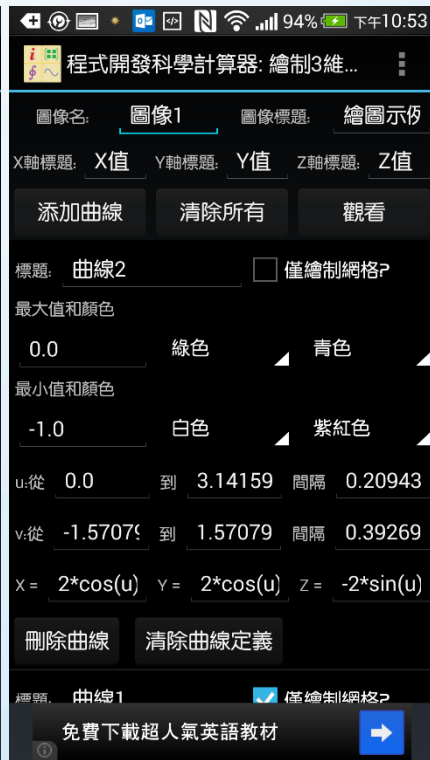 94% 下午10:53
程式開發科學計算器: 繪制3維...
圖像名: 圖像1 圖像標題: 繪圖示例
X軸標題: X值 Y軸標題: Y值 Z軸標題: Z值
添加曲線 清除所有 觀看
標題: 曲線2 僅繪制網格?
最大值和顏色
0.0 綠色 青色
最小值和顏色
-1.0 白色 紫紅色
u:從 0.0 到 3.14159 間隔 0.20943
v:從 -1.57079 到 1.57079 間隔 0.39269
X = 2*cos(u) Y = 2*cos(u) Z = -2*sin(u)
刪除曲線 清除曲線定義
標題: 曲線1 僅繪制網格?
免費下載超人氣英語教材